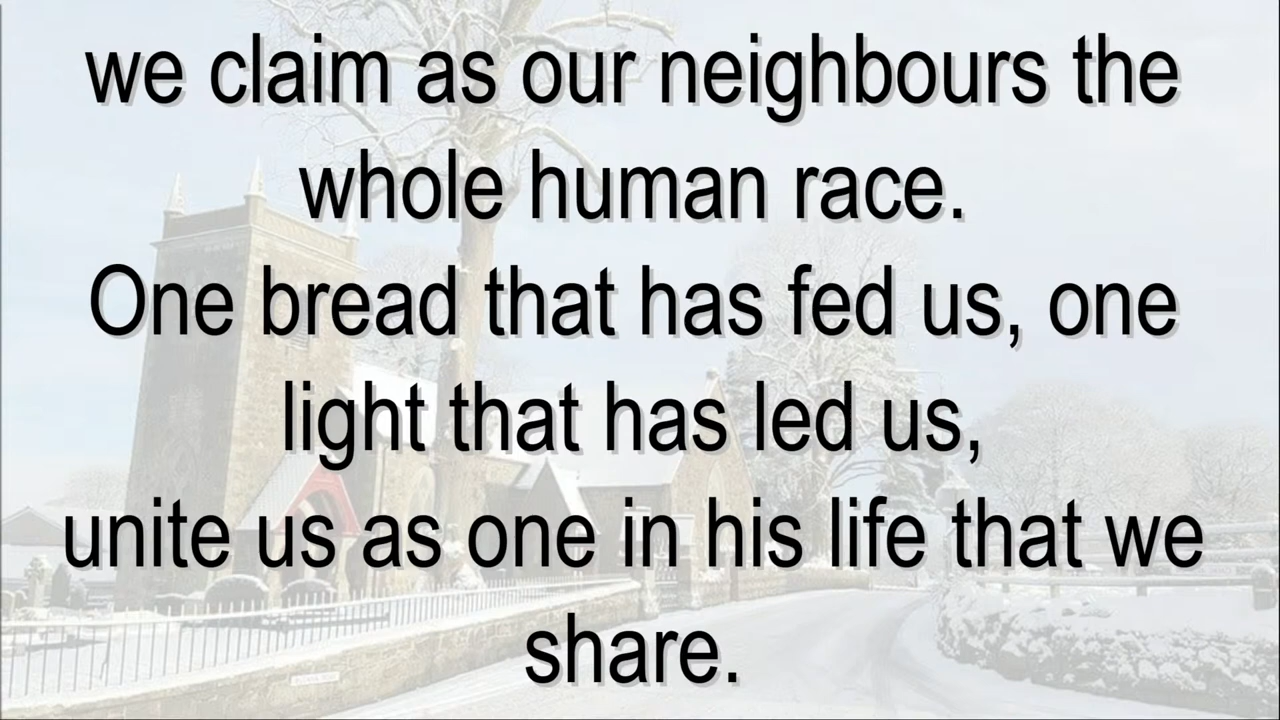 we claim as our neighbours the
whole human race.
One bread that has fed us, one
light that has led us,
unite us as one in his life that we
share.